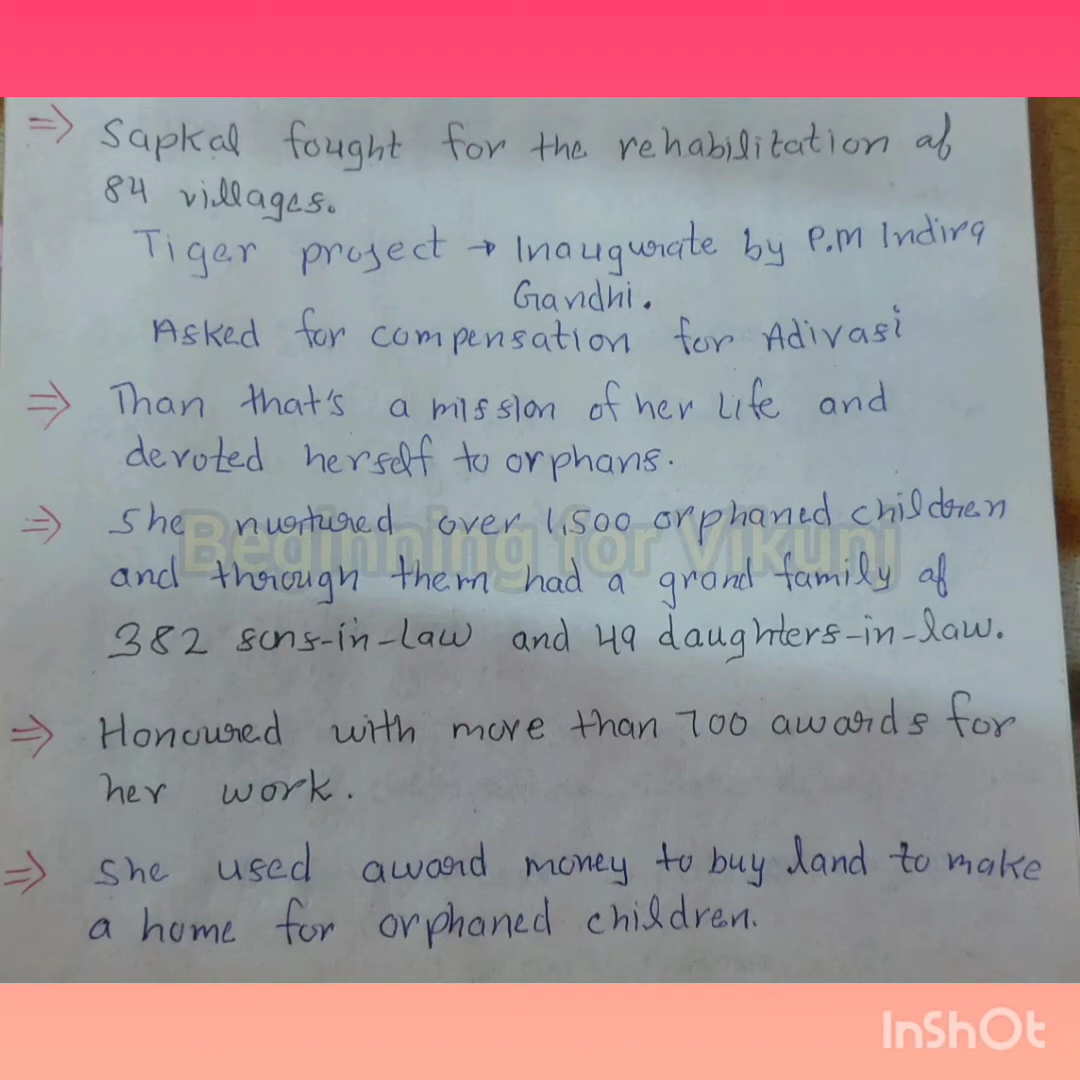 ⇒ Sapkal fought for the rehabilitation of
84 villages.
Tiger project → Inaugurate by P.M Indira
Gandhi.
Asked for compensation for Adivasi
⇒ Than that's a mission of her life and
devoted herself to orphans.
⇒ She nurtured over 1,500 orphaned children
Beginning for Vikunj
and through them had a grand family of
382 sons-in-law and 49 daughters-in-law.
⇒ Honoured with more than 700 awards for
her work.
⇒ She used award money to buy land to make
a home for orphaned children.
InShOt